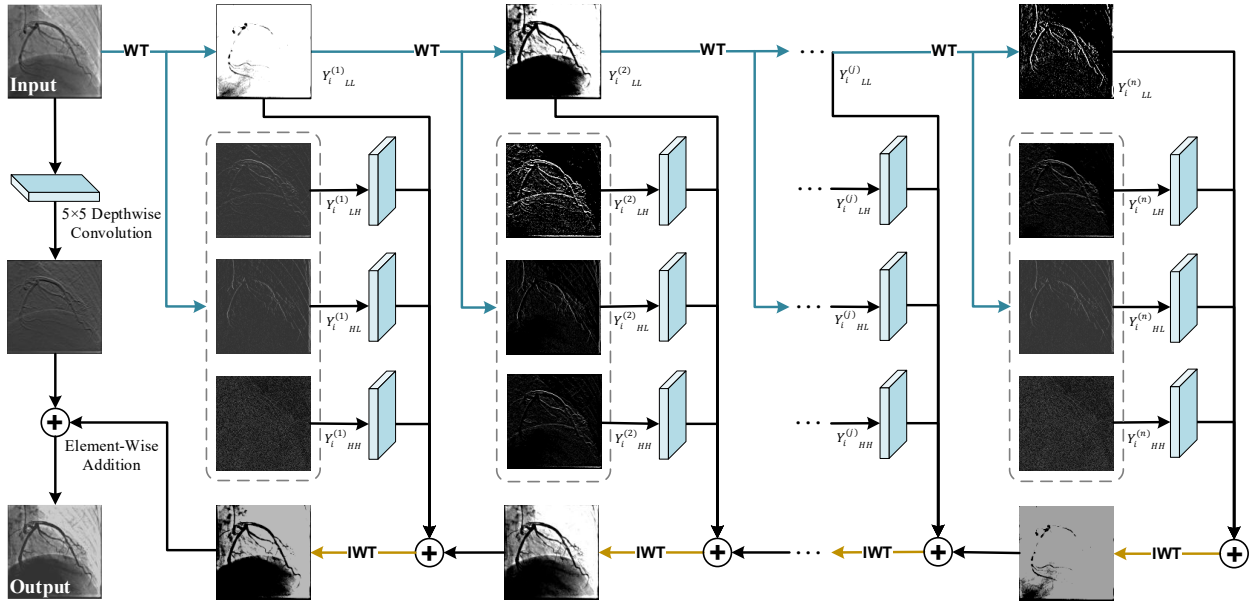 Input
WT
WT
WT
...
WT
Y_i^(1)_LL
Y_i^(2)_LL
Y_i^(j)_LL
Y_i^(n)_LL
5×5 Depthwise
Convolution
Y_i^(1)_LH
Y_i^(2)_LH
...
Y_i^(j)_LH
Y_i^(n)_LH
Y_i^(1)_HL
Y_i^(2)_HL
...
Y_i^(j)_HL
Y_i^(n)_HL
+
Element-Wise
Addition
Y_i^(1)_HH
Y_i^(2)_HH
...
Y_i^(j)_HH
Y_i^(n)_HH
Output
IWT
+
IWT
+
...
IWT
+
IWT
+